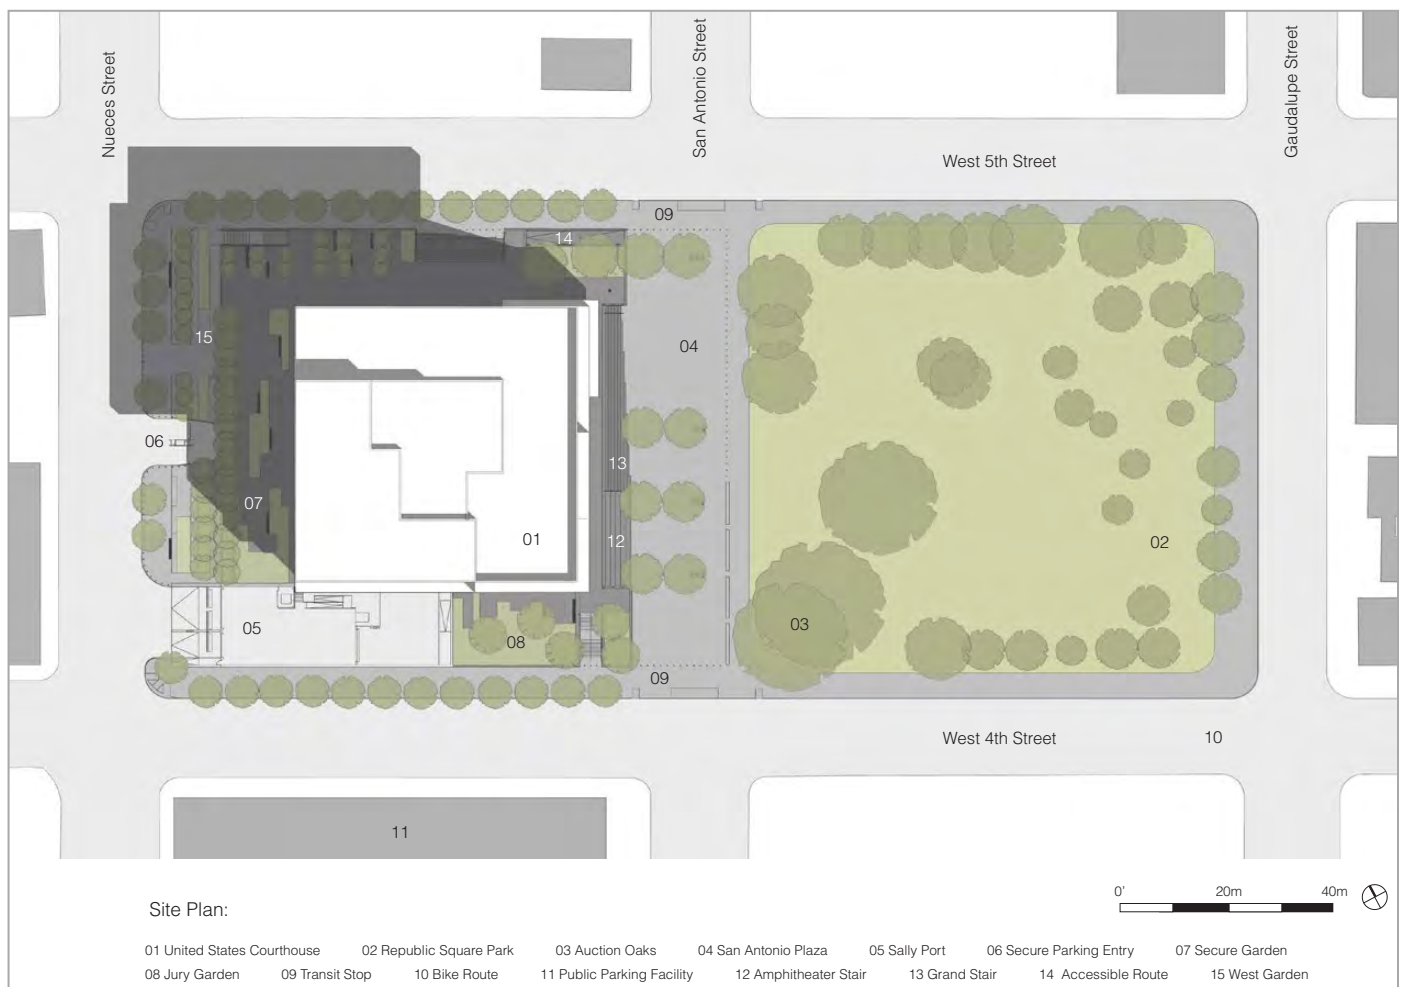 Nueces Street
San Antonio Street
Gaudalupe Street
West 5th Street
09
14
15
04
06
13
07
01
12
02
03
05
08
09
West 4th Street
10
11
0' 20m 40m
Site Plan:
01 United States Courthouse 02 Republic Square Park 03 Auction Oaks 04 San Antonio Plaza 05 Sally Port 06 Secure Parking Entry 07 Secure Garden
08 Jury Garden 09 Transit Stop 10 Bike Route 11 Public Parking Facility 12 Amphitheater Stair 13 Grand Stair 14 Accessible Route 15 West Garden